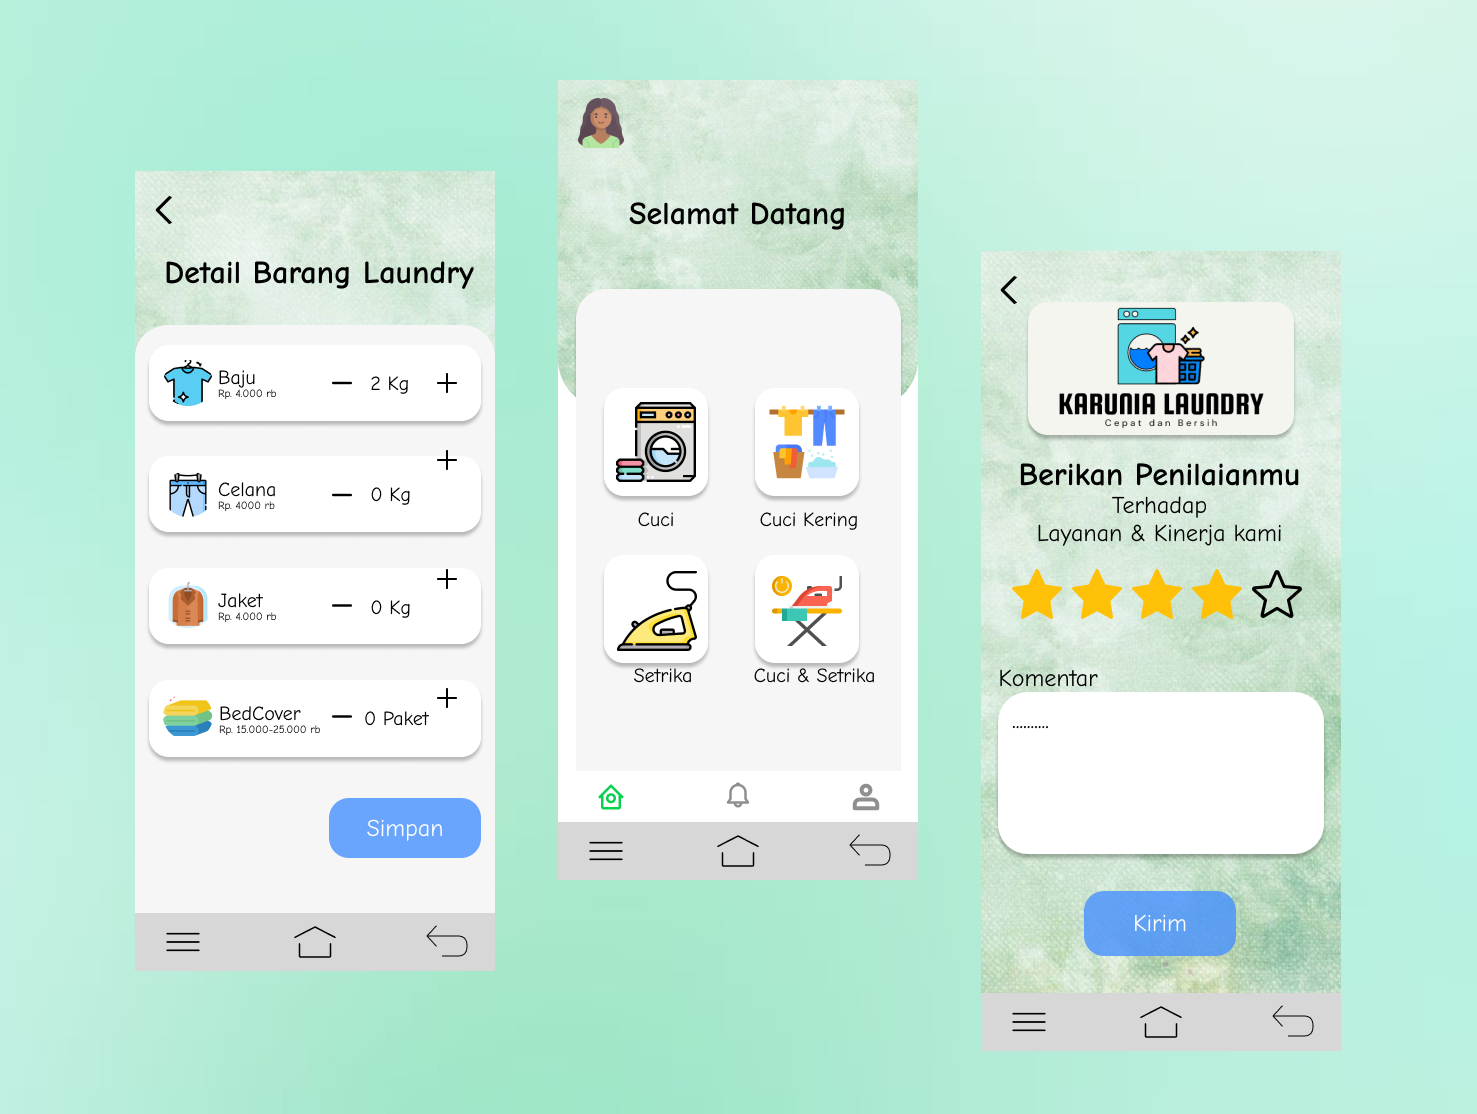 Detail Barang Laundry
Baju
Rp. 4.000 rb
2 Kg
Celana
Rp. 4000 rb
0 Kg
Jaket
Rp. 4.000 rb
0 Kg
BedCover
Rp. 15.000-25.000 rb
0 Paket
Simpan
Selamat Datang
Cuci
Cuci Kering
Setrika
Cuci & Setrika
KARUNIA LAUNDRY
Cepat dan Bersih
Berikan Penilaianmu
Terhadap
Layanan & Kinerja kami
Komentar
..........
Kirim